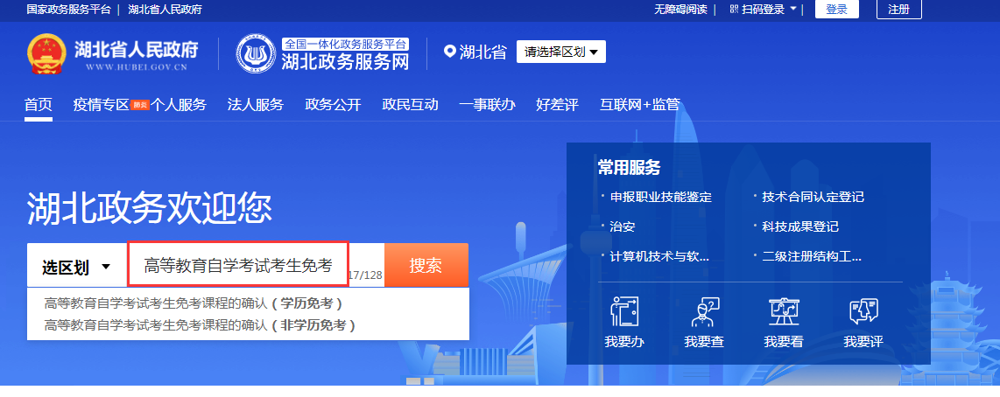 国家政务服务平台 | 湖北省人民政府 无障碍阅读 | 扫码登录 | 登录 注册
湖北省人民政府 WWW.HUBEI.GOV.CN 全国一体化政务服务平台 湖北政务服务网 湖北省 请选择区划
首页 疫情专区 个人服务 法人服务 政务公开 政民互动 一事联办 好差评 互联网+监管
湖北政务欢迎您
选区划 高等教育自学考试考生免考 17/128 搜索
高等教育自学考试考生免考课程的确认（学历免考）
高等教育自学考试考生免考课程的确认（非学历免考）
常用服务
· 申报职业技能鉴定 · 技术合同认定登记
· 治安 · 科技成果登记
· 计算机技术与软... · 二级注册结构工...
我要办 我要查 我要看 我要评